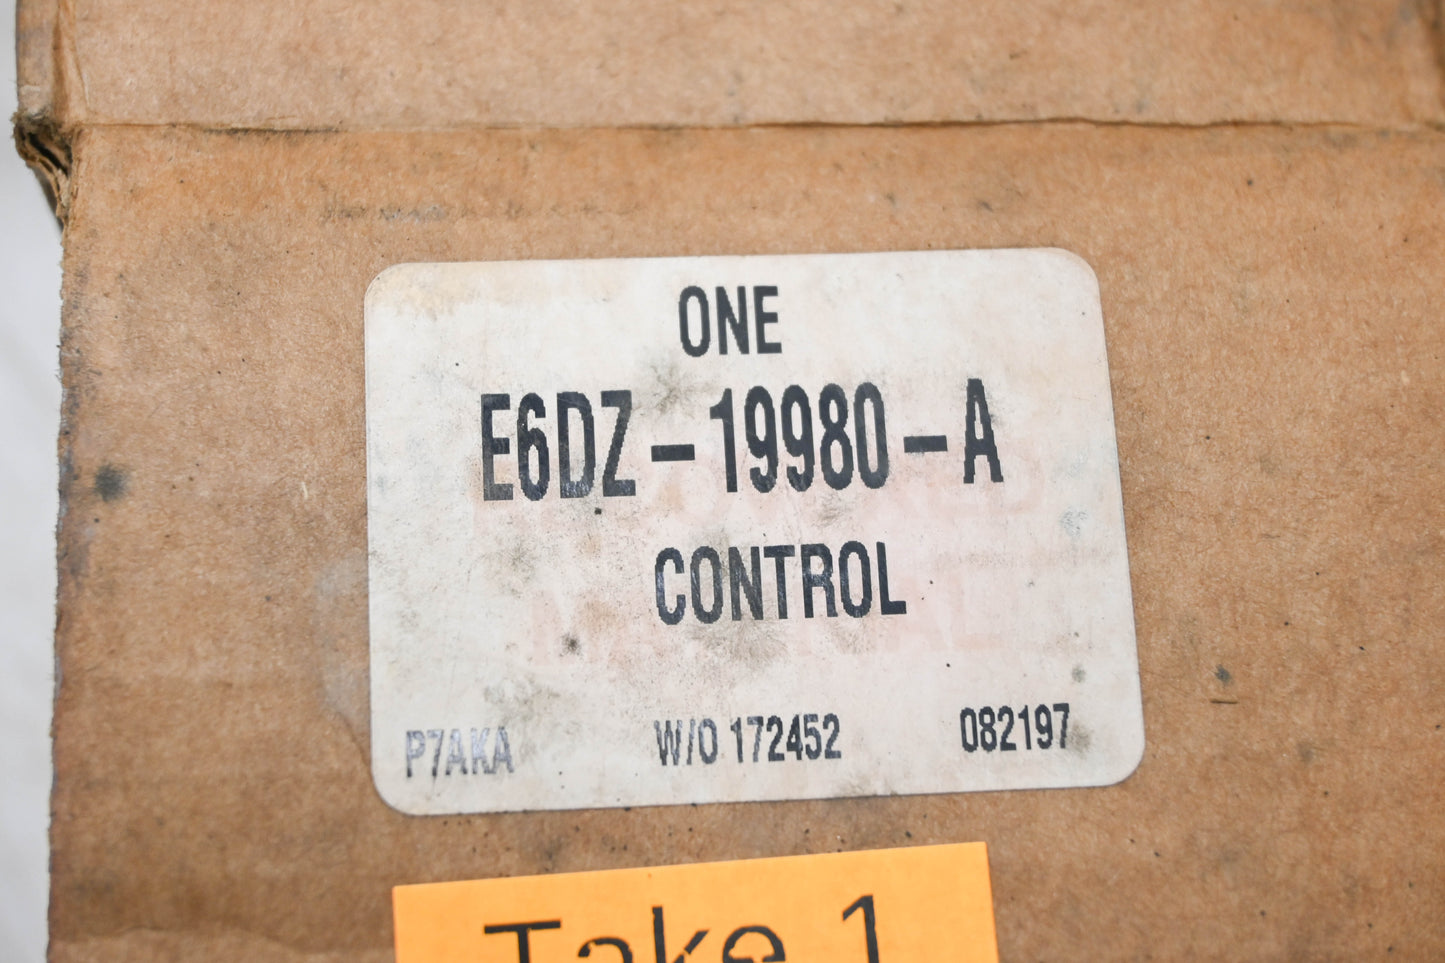 ONE
E6DZ-19980-A
CONTROL
P7AKA W/O 172452 082197
Take 1